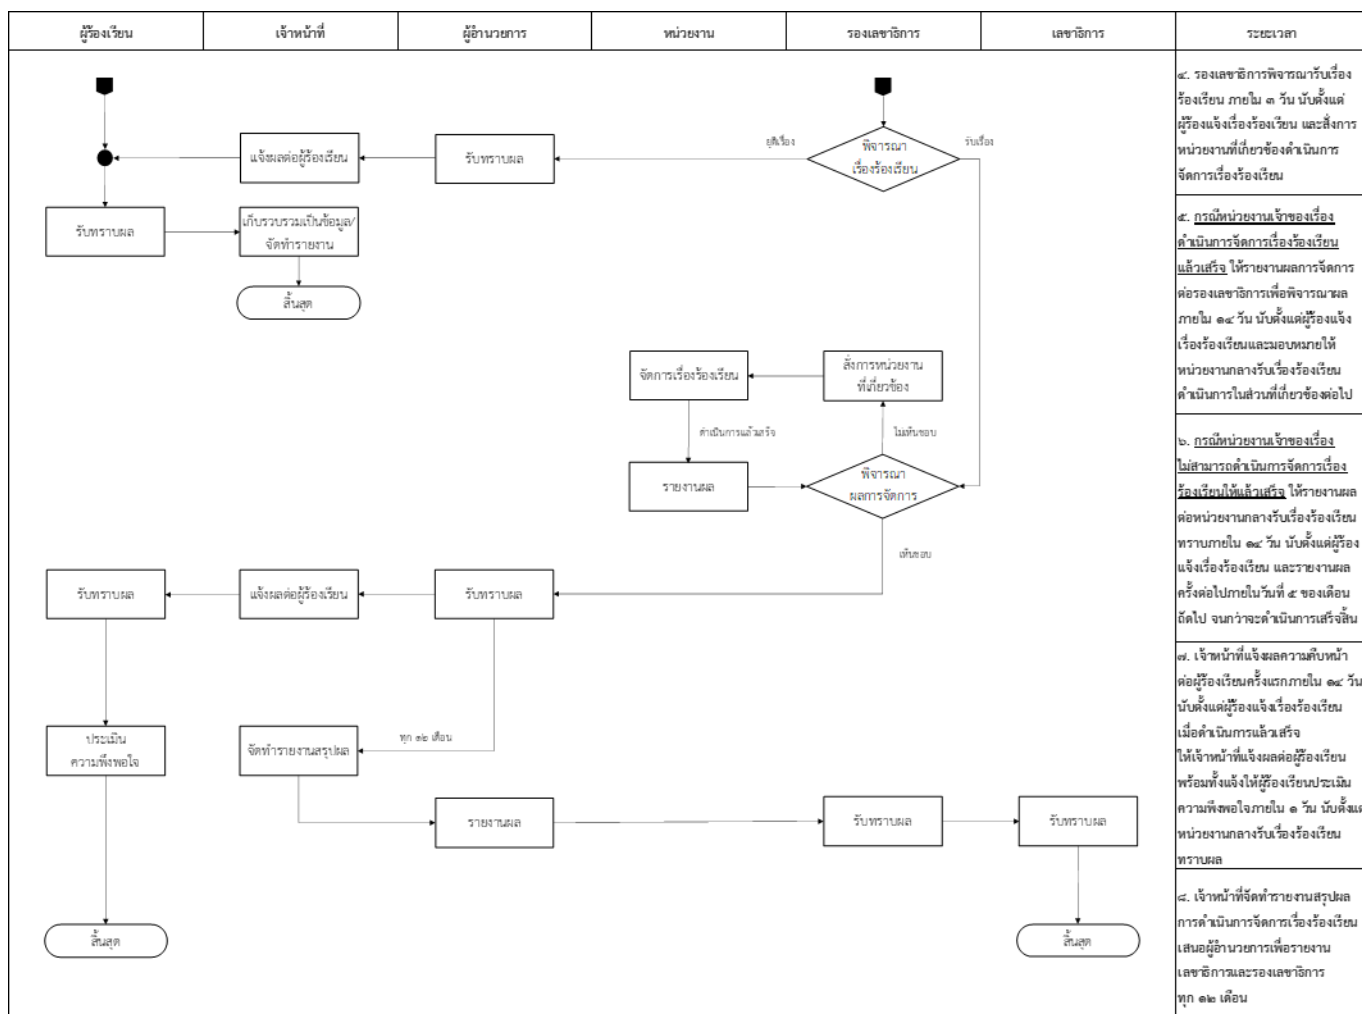 ผู้ร้องเรียน
เจ้าหน้าที่
ผู้อำนวยการ
หน่วยงาน
รองเลขาธิการ
เลขาธิการ
ระยะเวลา
พิจารณา
เรื่องร้องเรียน
ยุติเรื่อง
รับเรื่อง
รับทราบผล
แจ้งผลต่อผู้ร้องเรียน
รับทราบผล
เก็บรวบรวมเป็นข้อมูล/
จัดทำรายงาน
สิ้นสุด
สั่งการหน่วยงาน
ที่เกี่ยวข้อง
จัดการเรื่องร้องเรียน
ดำเนินการแล้วเสร็จ
ไม่เห็นชอบ
รายงานผล
พิจารณา
ผลการจัดการ
เห็นชอบ
รับทราบผล
แจ้งผลต่อผู้ร้องเรียน
รับทราบผล
ประเมิน
ความพึงพอใจ
จัดทำรายงานสรุปผล
ทุก ๑๒ เดือน
รายงานผล
รับทราบผล
รับทราบผล
สิ้นสุด
สิ้นสุด
๔. รองเลขาธิการพิจารณารับเรื่อง
ร้องเรียน ภายใน ๓ วัน นับตั้งแต่
ผู้ร้องแจ้งเรื่องร้องเรียน และสั่งการ
หน่วยงานที่เกี่ยวข้องดำเนินการ
จัดการเรื่องร้องเรียน
๕. กรณีหน่วยงานเจ้าของเรื่อง
ดำเนินการจัดการเรื่องร้องเรียน
แล้วเสร็จ ให้รายงานผลการจัดการ
ต่อรองเลขาธิการเพื่อพิจารณาผล
ภายใน ๑๔ วัน นับตั้งแต่ผู้ร้องแจ้ง
เรื่องร้องเรียนและมอบหมายให้
หน่วยงานกลางรับเรื่องร้องเรียน
ดำเนินการในส่วนที่เกี่ยวข้องต่อไป
๖. กรณีหน่วยงานเจ้าของเรื่อง
ไม่สามารถดำเนินการจัดการเรื่อง
ร้องเรียนให้แล้วเสร็จ ให้รายงานผล
ต่อหน่วยงานกลางรับเรื่องร้องเรียน
ทราบภายใน ๑๔ วัน นับตั้งแต่ผู้ร้อง
แจ้งเรื่องร้องเรียน และรายงานผล
ครั้งต่อไปภายในวันที่ ๕ ของเดือน
ถัดไป จนกว่าจะดำเนินการเสร็จสิ้น
๗. เจ้าหน้าที่แจ้งผลความคืบหน้า
ต่อผู้ร้องเรียนครั้งแรกภายใน ๑๔ วัน
นับตั้งแต่ผู้ร้องแจ้งเรื่องร้องเรียน
เมื่อดำเนินการแล้วเสร็จ
ให้เจ้าหน้าที่แจ้งผลต่อผู้ร้องเรียน
พร้อมทั้งแจ้งให้ผู้ร้องเรียนประเมิน
ความพึงพอใจภายใน ๑ วัน นับตั้งแต่
หน่วยงานกลางรับเรื่องร้องเรียน
ทราบผล
๘. เจ้าหน้าที่จัดทำรายงานสรุปผล
การดำเนินการจัดการเรื่องร้องเรียน
เสนอผู้อำนวยการเพื่อรายงาน
เลขาธิการและรองเลขาธิการ
ทุก ๑๒ เดือน